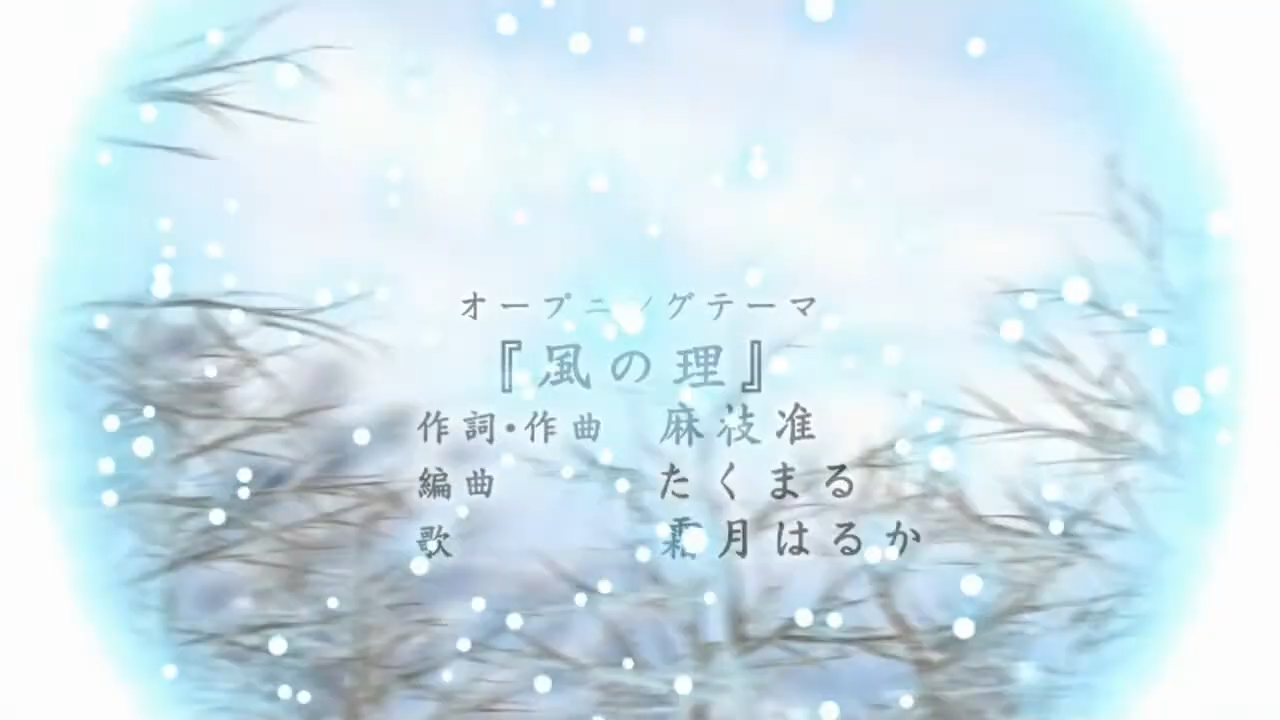 オープニングテーマ
『風の理』
作詞・作曲　麻波准
編曲　たくまる
歌　霜月はるか